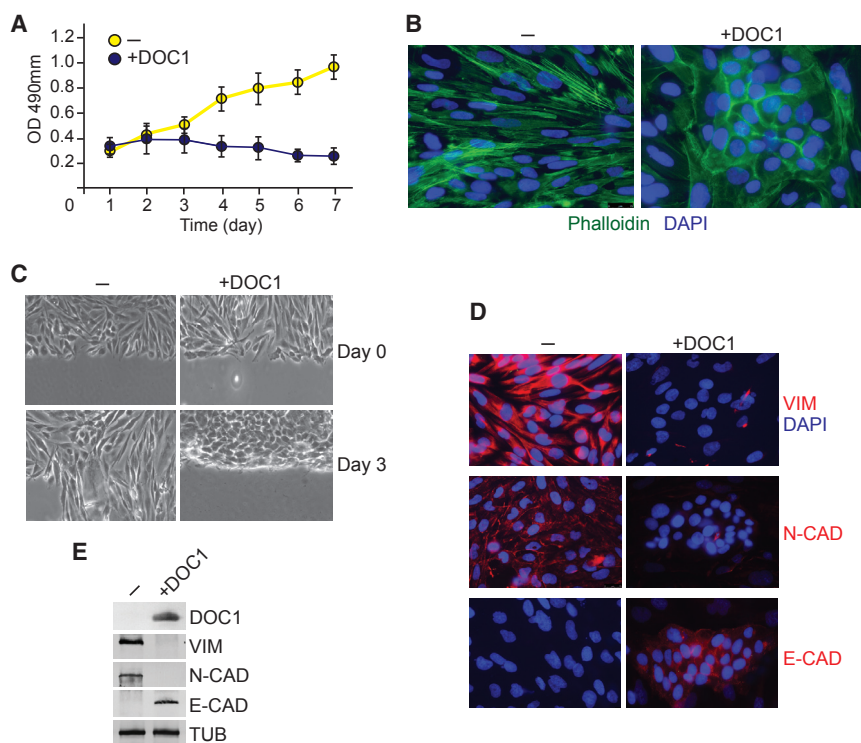 A
OD 490mm
1.2
1.0
0.8
0.6
0.4
0.2
0
1 2 3 4 5 6 7
Time (day)
–
+DOC1
B
– +DOC1
Phalloidin DAPI
C
– +DOC1
Day 0
Day 3
D
– +DOC1
VIM
DAPI
N-CAD
E-CAD
E
– +DOC1
DOC1
VIM
N-CAD
E-CAD
TUB